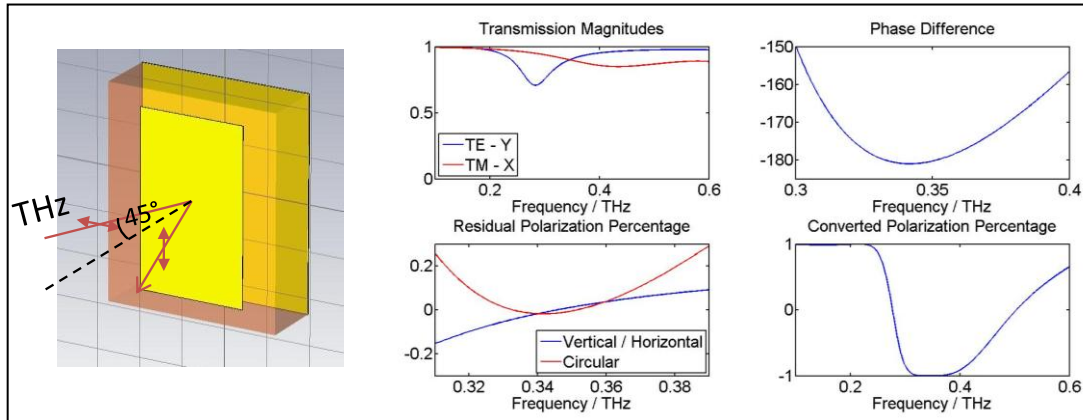 THz
45°
Transmission Magnitudes
1
0.5
0
TE - Y
TM - X
0.2 0.4 0.6
Frequency / THz
Phase Difference
-150
-160
-170
-180
0.3 0.35 0.4
Frequency / THz
Residual Polarization Percentage
0.2
0
-0.2
Vertical / Horizontal
Circular
0.32 0.34 0.36 0.38
Frequency / THz
Converted Polarization Percentage
1
0
-1
0.2 0.4 0.6
Frequency / THz